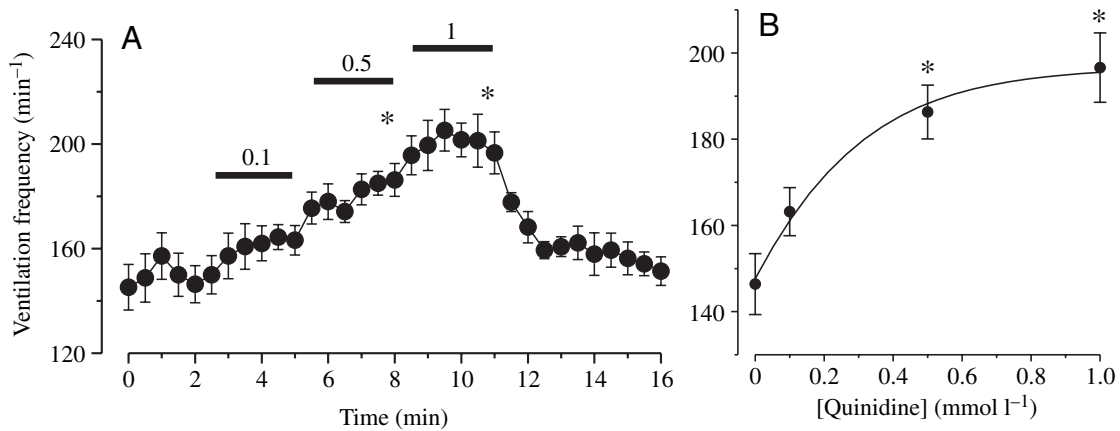 A
B
Ventilation frequency (min–1)
240
200
160
120
0.1
0.5
1
*
*
0 2 4 6 8 10 12 14 16
Time (min)
200
180
160
140
*
*
0 0.2 0.4 0.6 0.8 1.0
[Quinidine] (mmol l–1)